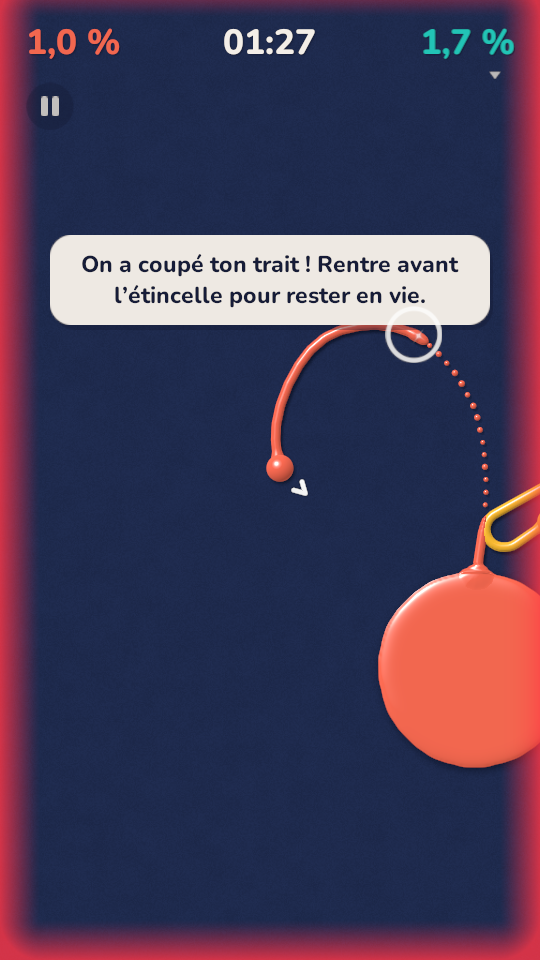 1,0 % 01:27 1,7 %
On a coupé ton trait ! Rentre avant
l’étincelle pour rester en vie.